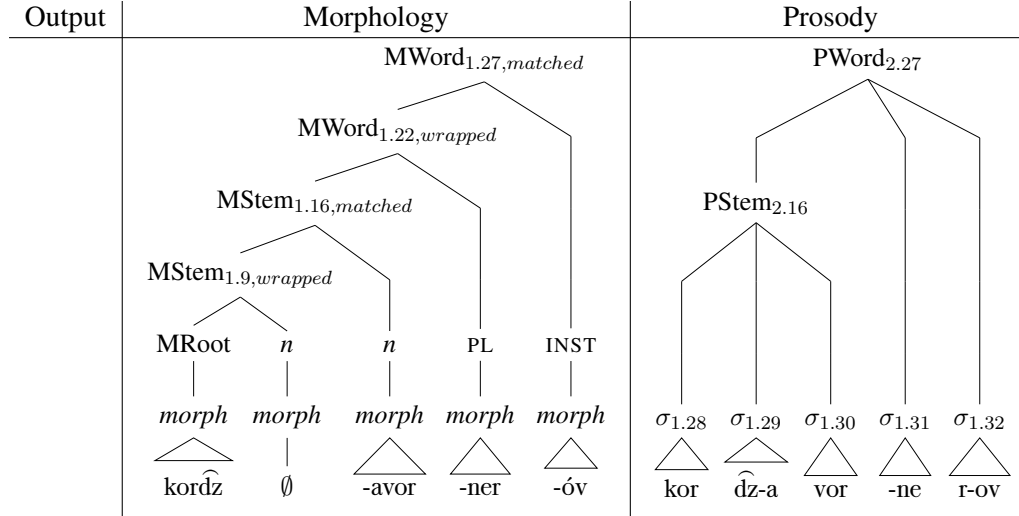 Output Morphology Prosody
MWord1.27,matched PWord2.27
MWord1.22,wrapped
MStem1.16,matched PStem2.16
MStem1.9,wrapped
MRoot n n PL INST
morph morph morph morph morph σ1.28 σ1.29 σ1.30 σ1.31 σ1.32
kord͡z ∅ -avor -ner -óv kor d͡z-a vor -ne r-ov